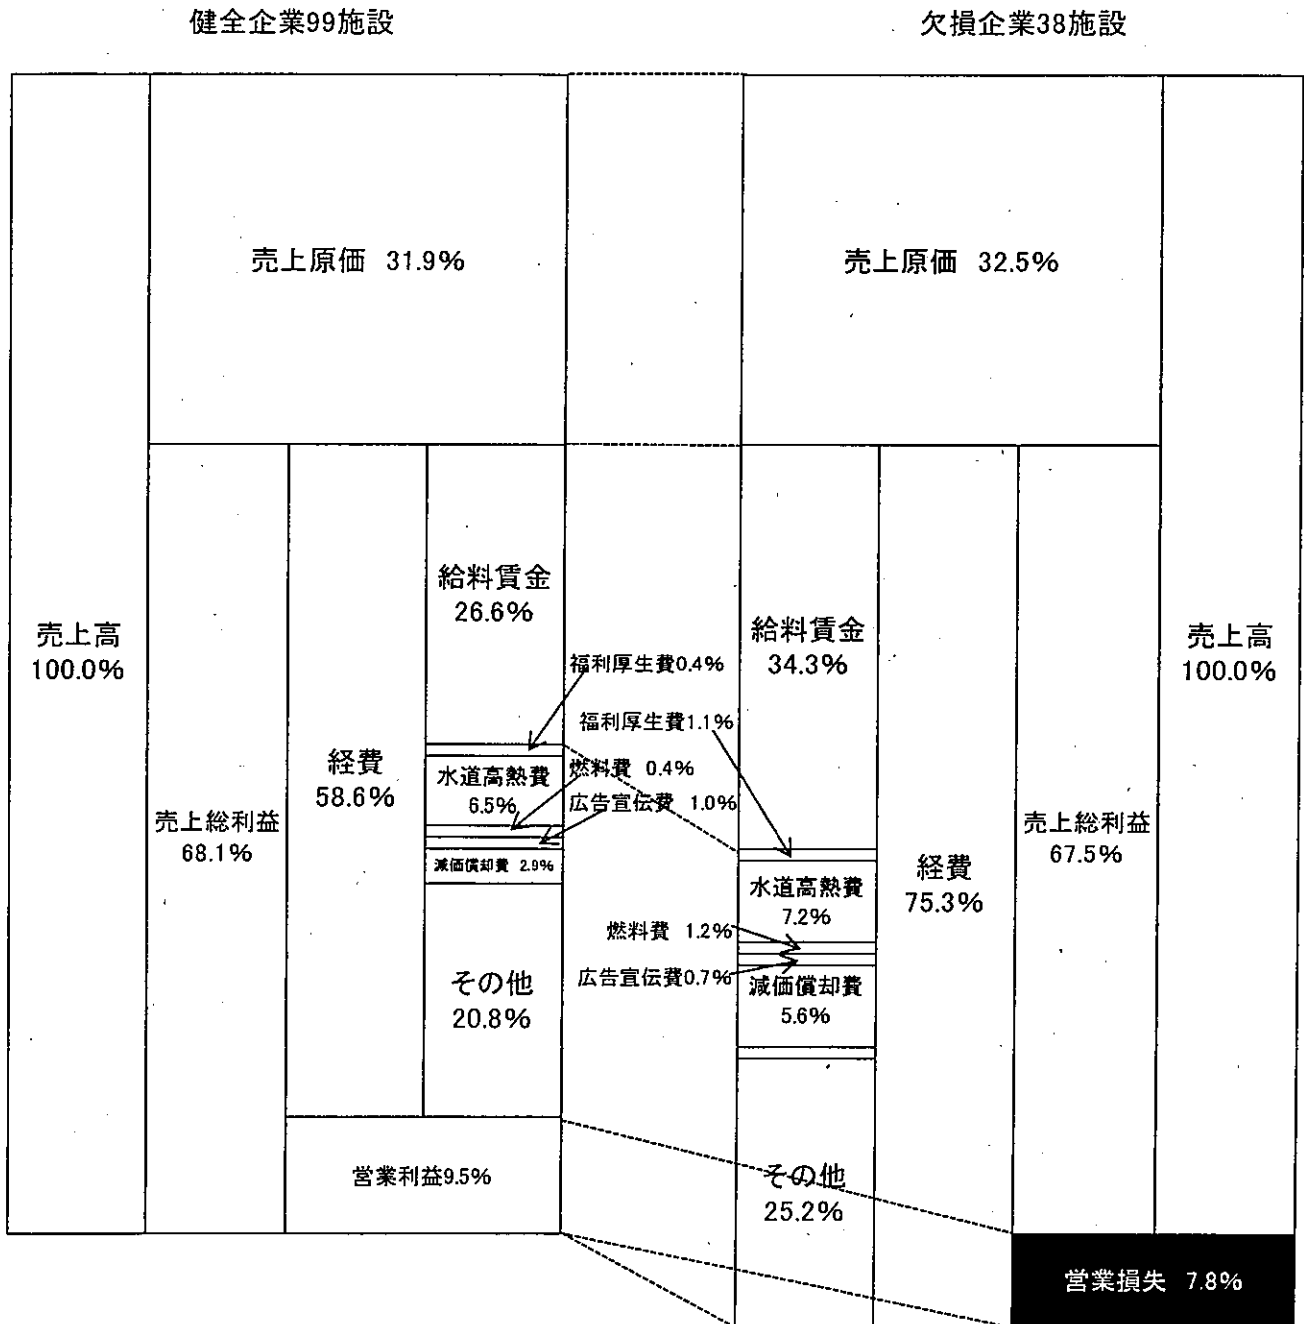 健全企業99施設
欠損企業38施設
売上高
100.0%
売上原価 31.9%
売上総利益
68.1%
経費
58.6%
給料賃金
26.6%
福利厚生費0.4%
水道高熱費
6.5%
燃料費 0.4%
広告宣伝費 1.0%
減価償却費 2.9%
その他
20.8%
営業利益9.5%
売上原価 32.5%
給料賃金
34.3%
福利厚生費1.1%
水道高熱費
7.2%
燃料費 1.2%
広告宣伝費0.7%
減価償却費
5.6%
その他
25.2%
経費
75.3%
売上総利益
67.5%
売上高
100.0%
営業損失 7.8%